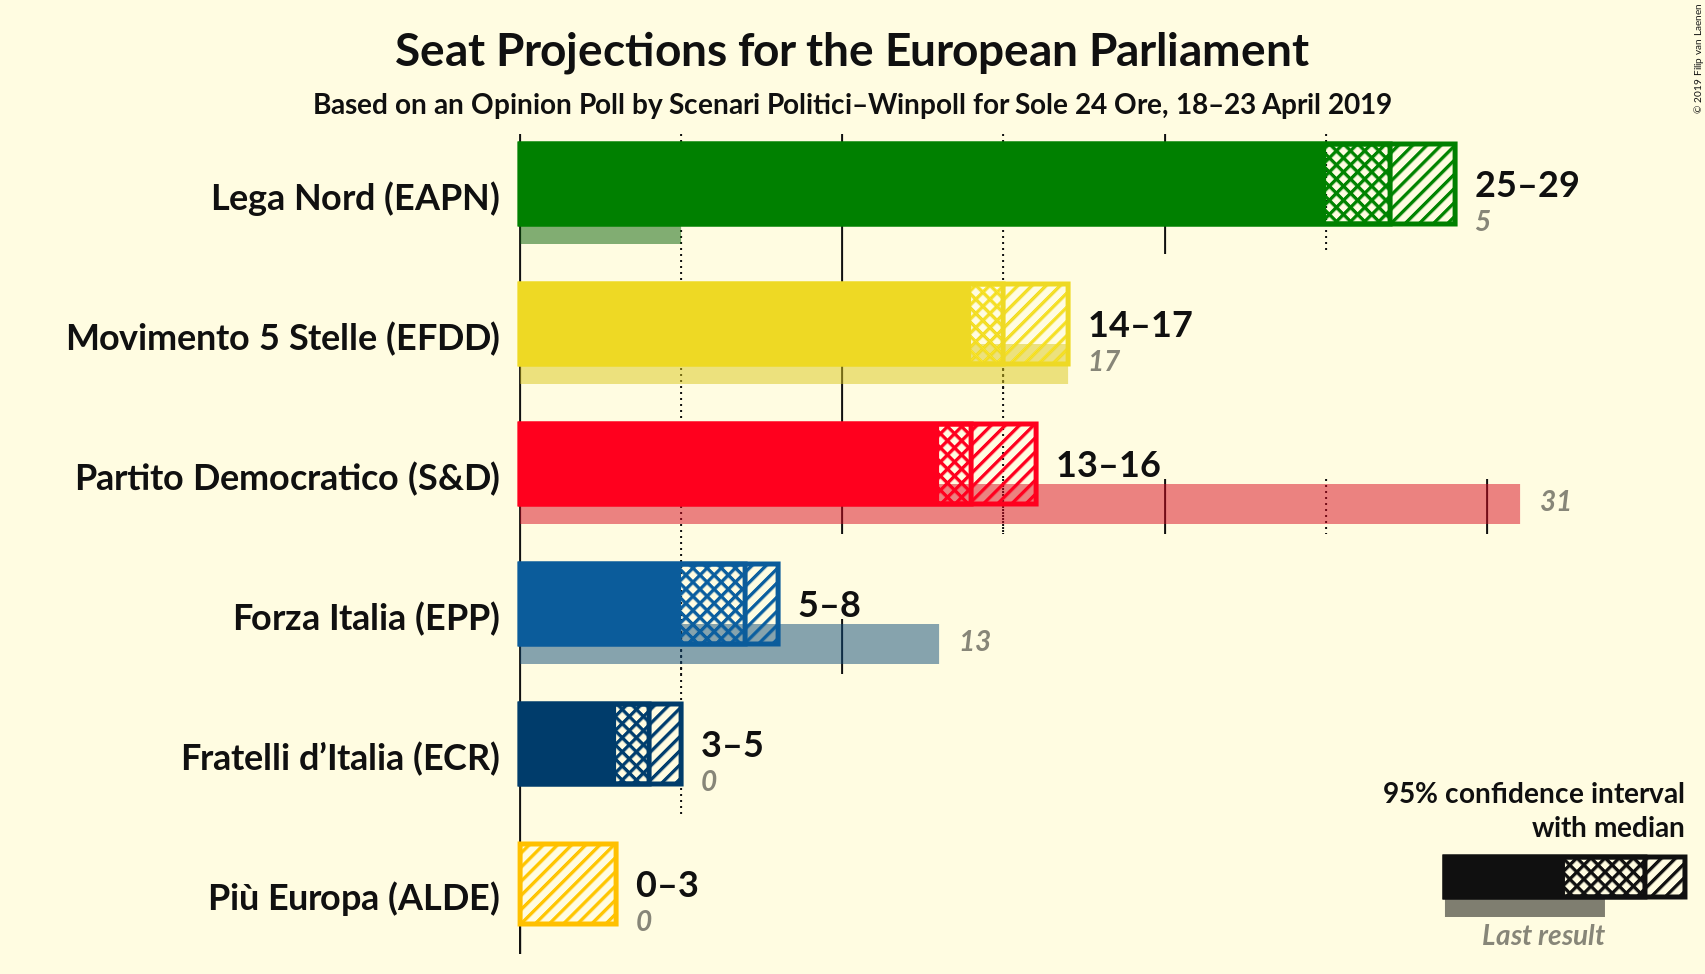 Seat Projections for the European Parliament
Based on an Opinion Poll by Scenari Politici–Winpoll for Sole 24 Ore, 18–23 April 2019
© 2019 Filip van Laenen
Lega Nord (EAPN)
25–29
5
Movimento 5 Stelle (EFDD)
14–17
17
Partito Democratico (S&D)
13–16
31
Forza Italia (EPP)
5–8
13
Fratelli d’Italia (ECR)
3–5
0
Più Europa (ALDE)
0–3
0
95% confidence interval
with median
Last result